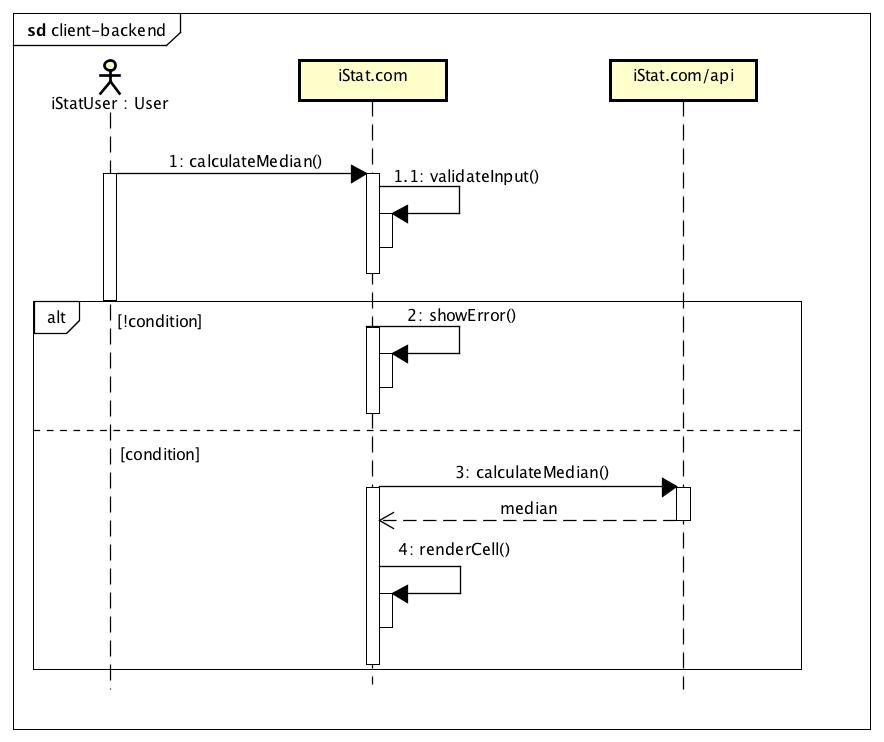 sd client-backend
iStatUser : User
iStat.com
iStat.com/api
1: calculateMedian()
1.1: validateInput()
alt
[!condition]
2: showError()
[condition]
3: calculateMedian()
median
4: renderCell()